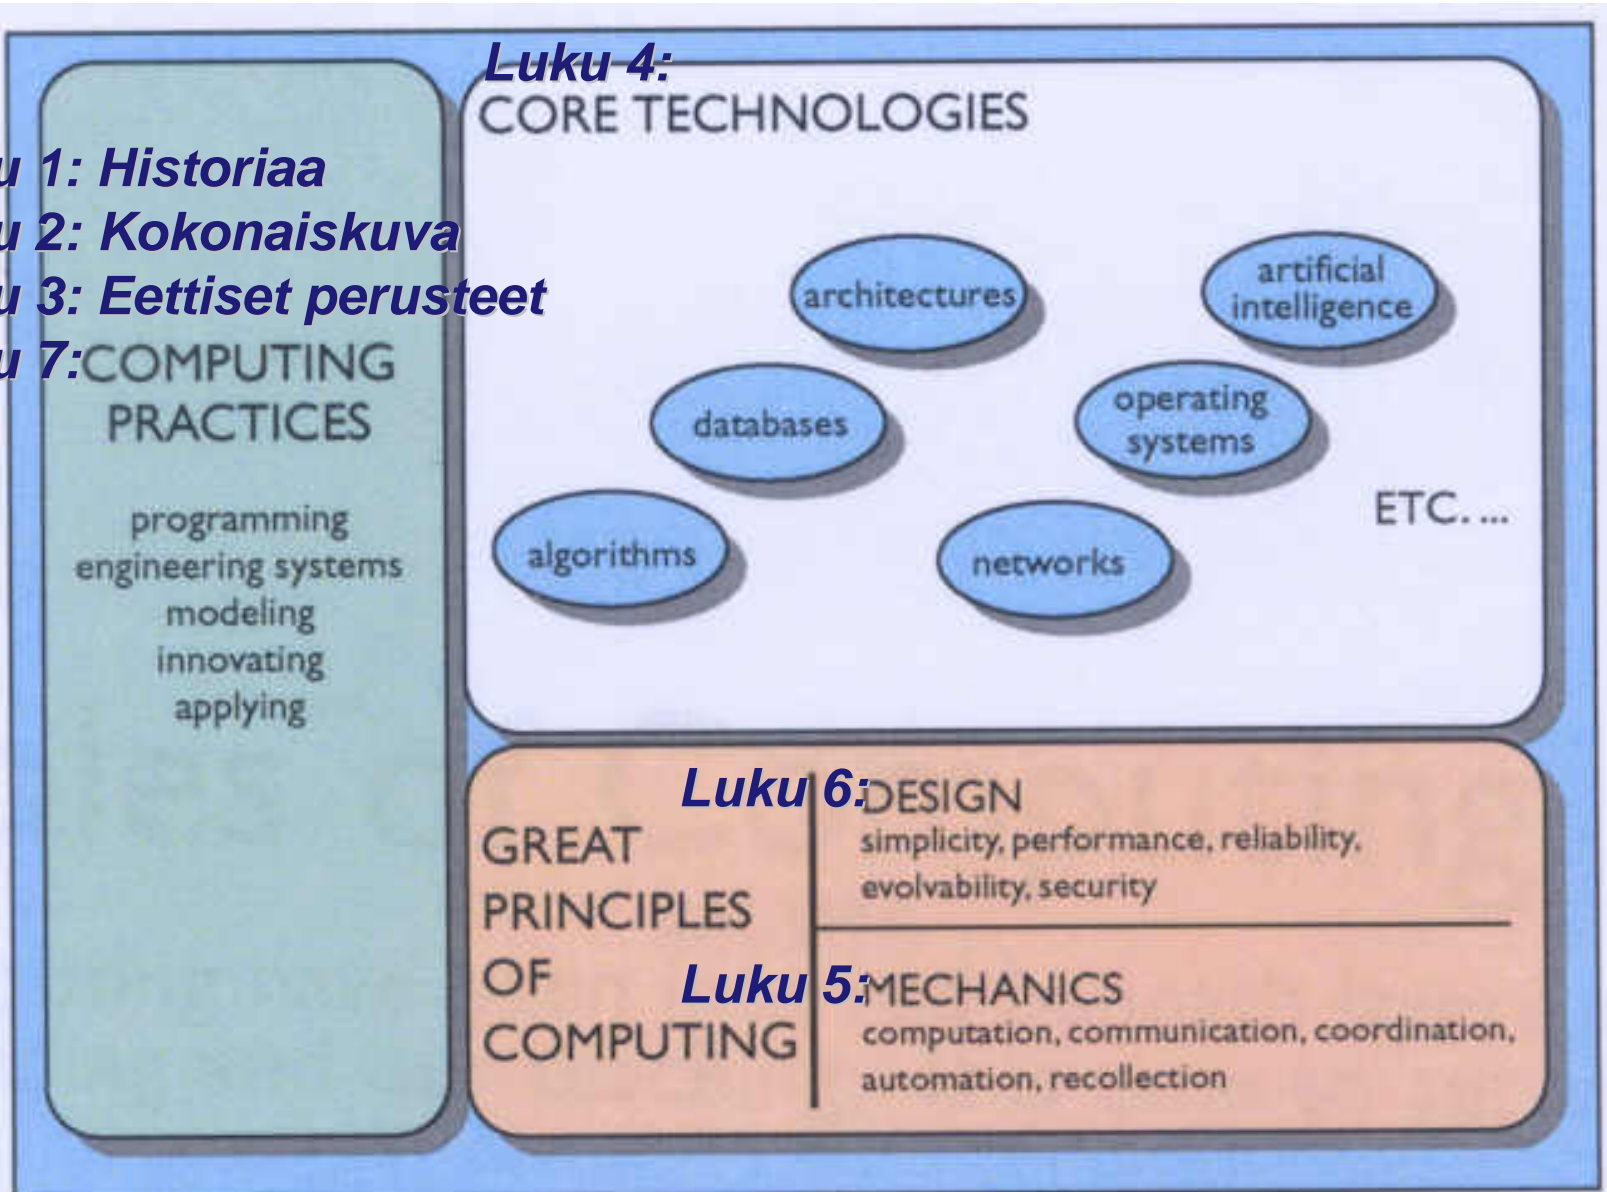 u 1: Historiaa
u 2: Kokonaiskuva
u 3: Eettiset perusteet
u 7: COMPUTING
PRACTICES
programming
engineering systems
modeling
innovating
applying
Luku 4:
CORE TECHNOLOGIES
architectures
artificial
intelligence
databases
operating
systems
algorithms
networks
ETC. ...
GREAT
PRINCIPLES
OF
COMPUTING
Luku 6: DESIGN
simplicity, performance, reliability,
evolvability, security
Luku 5: MECHANICS
computation, communication, coordination,
automation, recollection